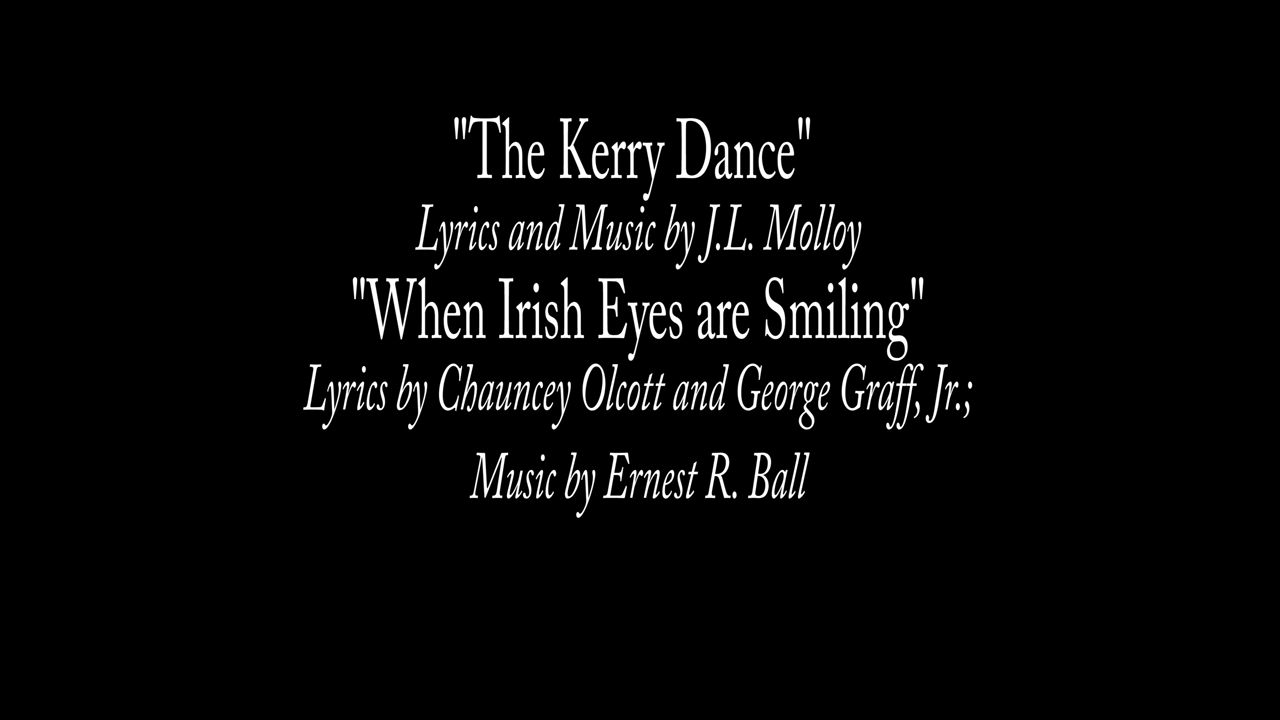 "The Kerry Dance"
Lyrics and Music by J.L. Molloy
"When Irish Eyes are Smiling"
Lyrics by Chauncey Olcott and George Graff, Jr.;
Music by Ernest R. Ball